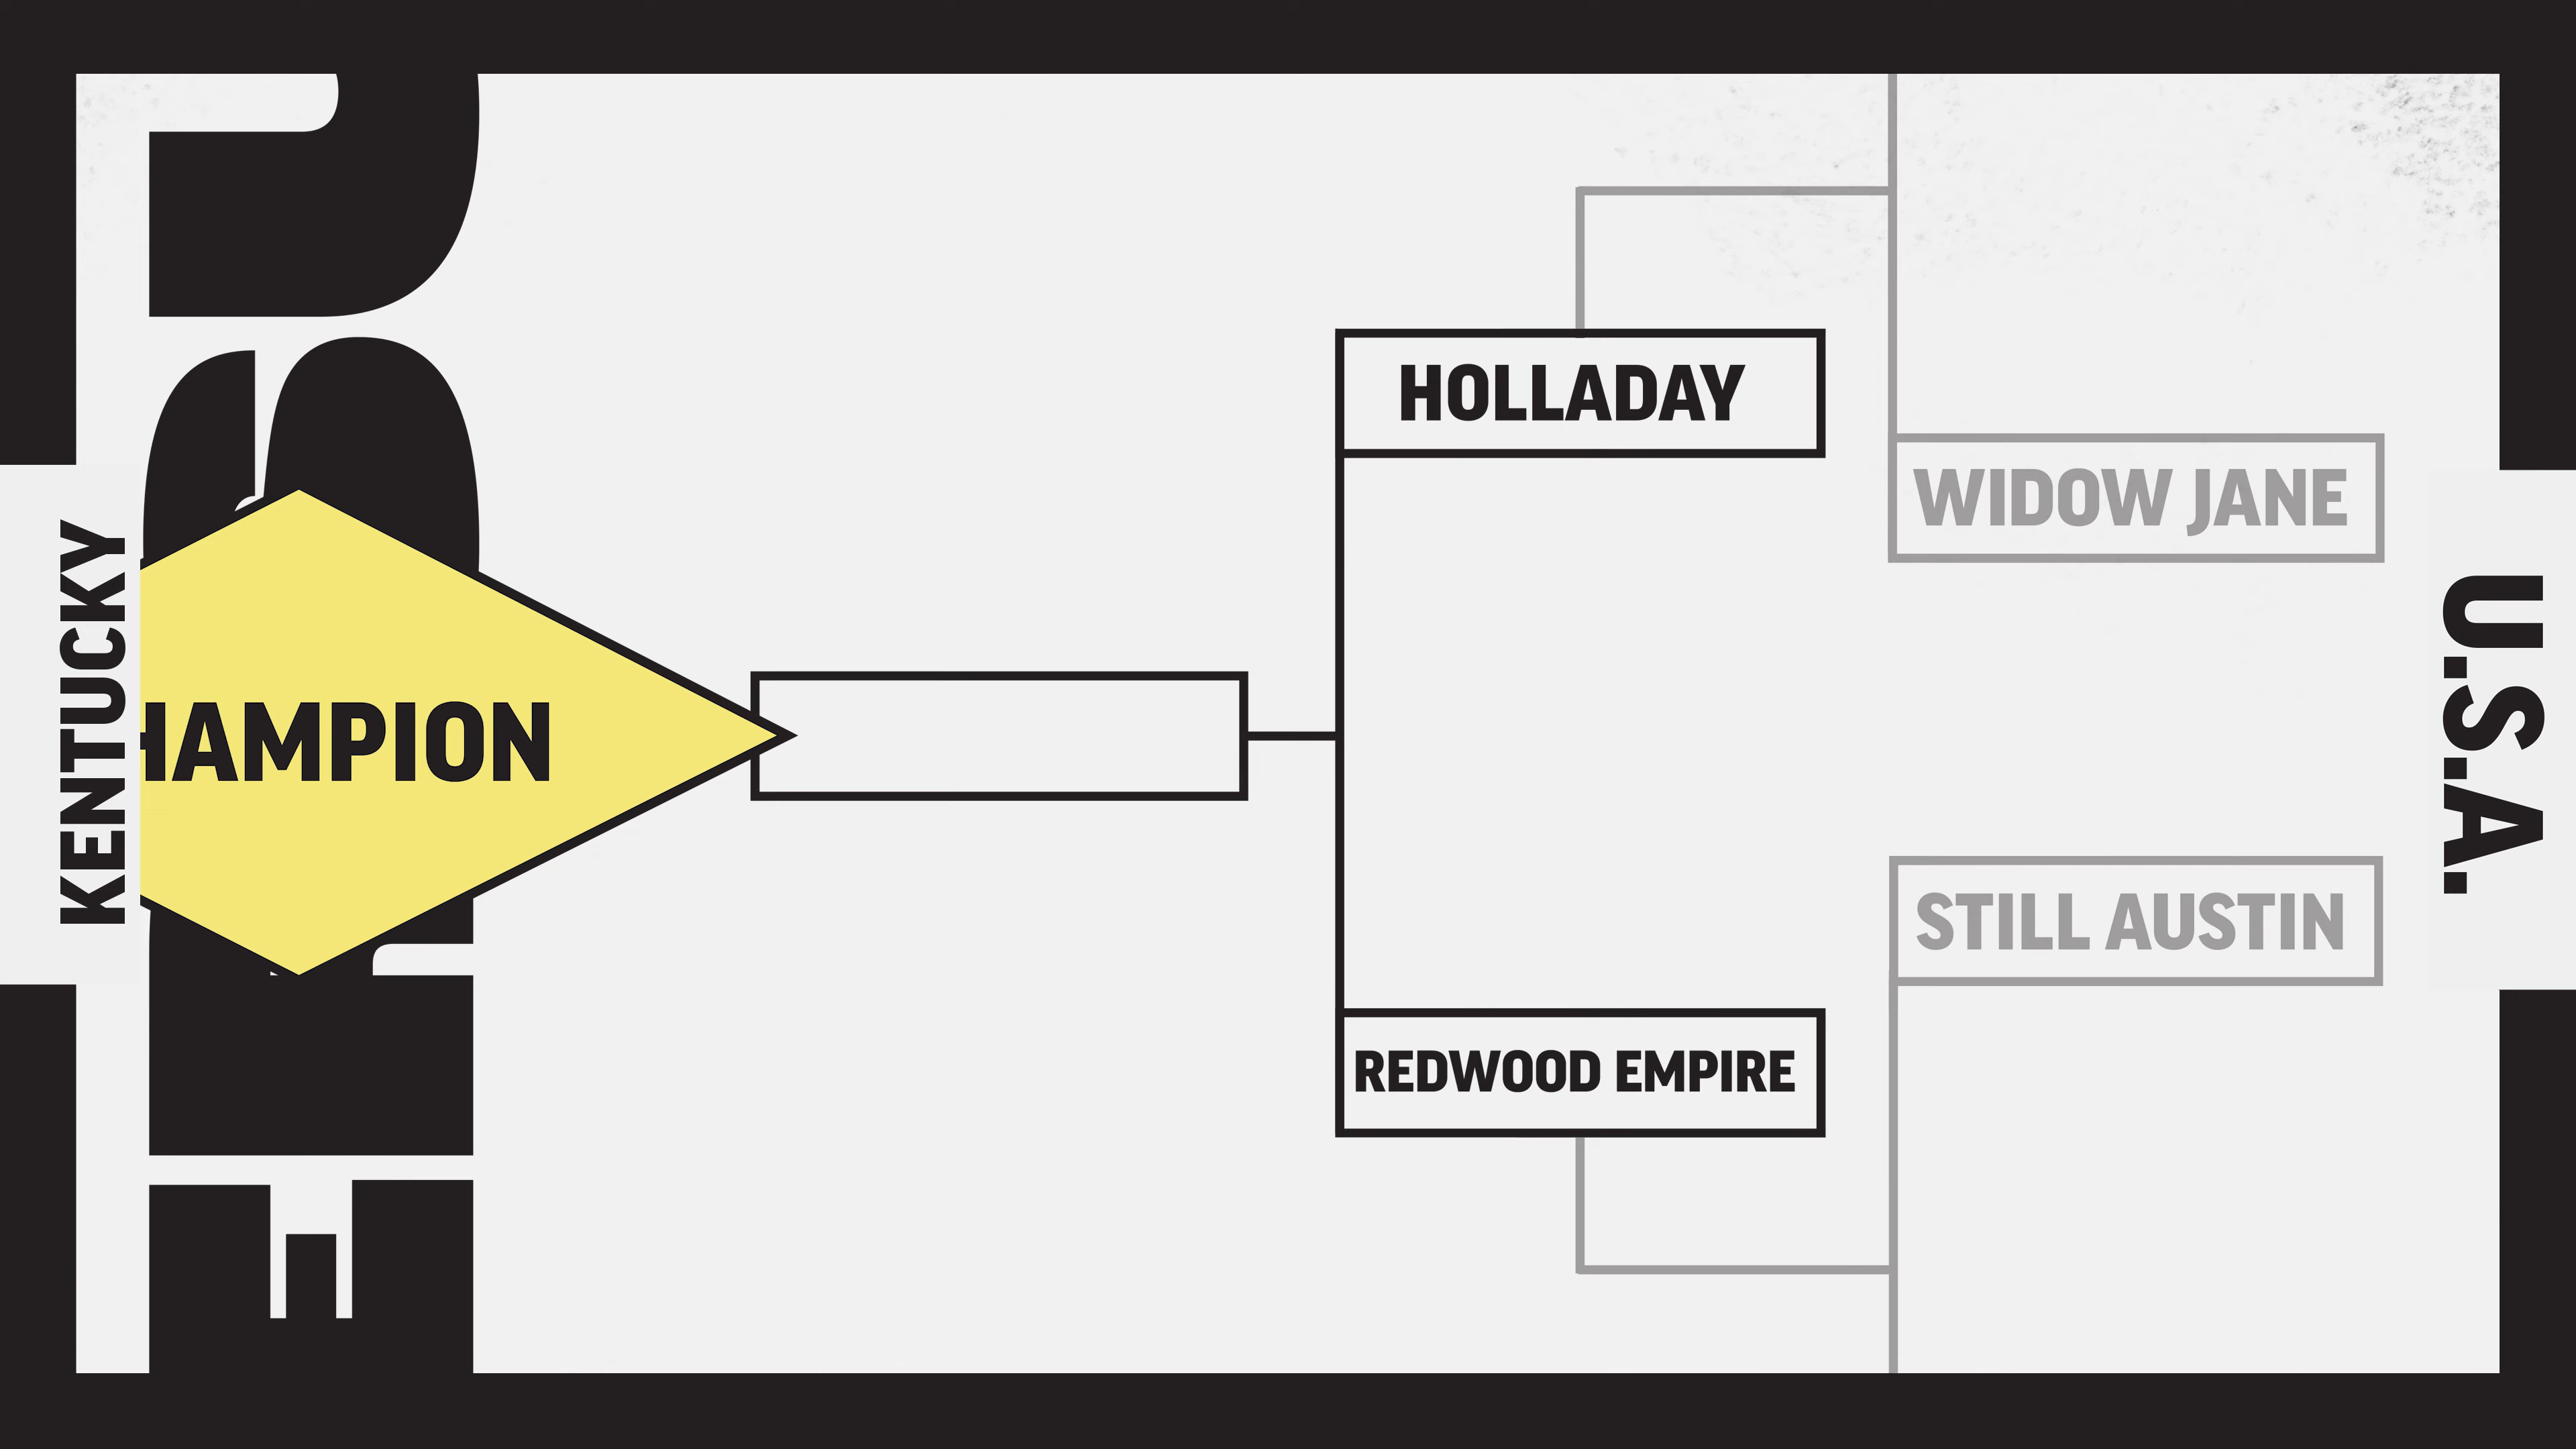 KENTUCKY
HAMPION
HOLLADAY
REDWOOD EMPIRE
WIDOW JANE
STILL AUSTIN
U.S.A.